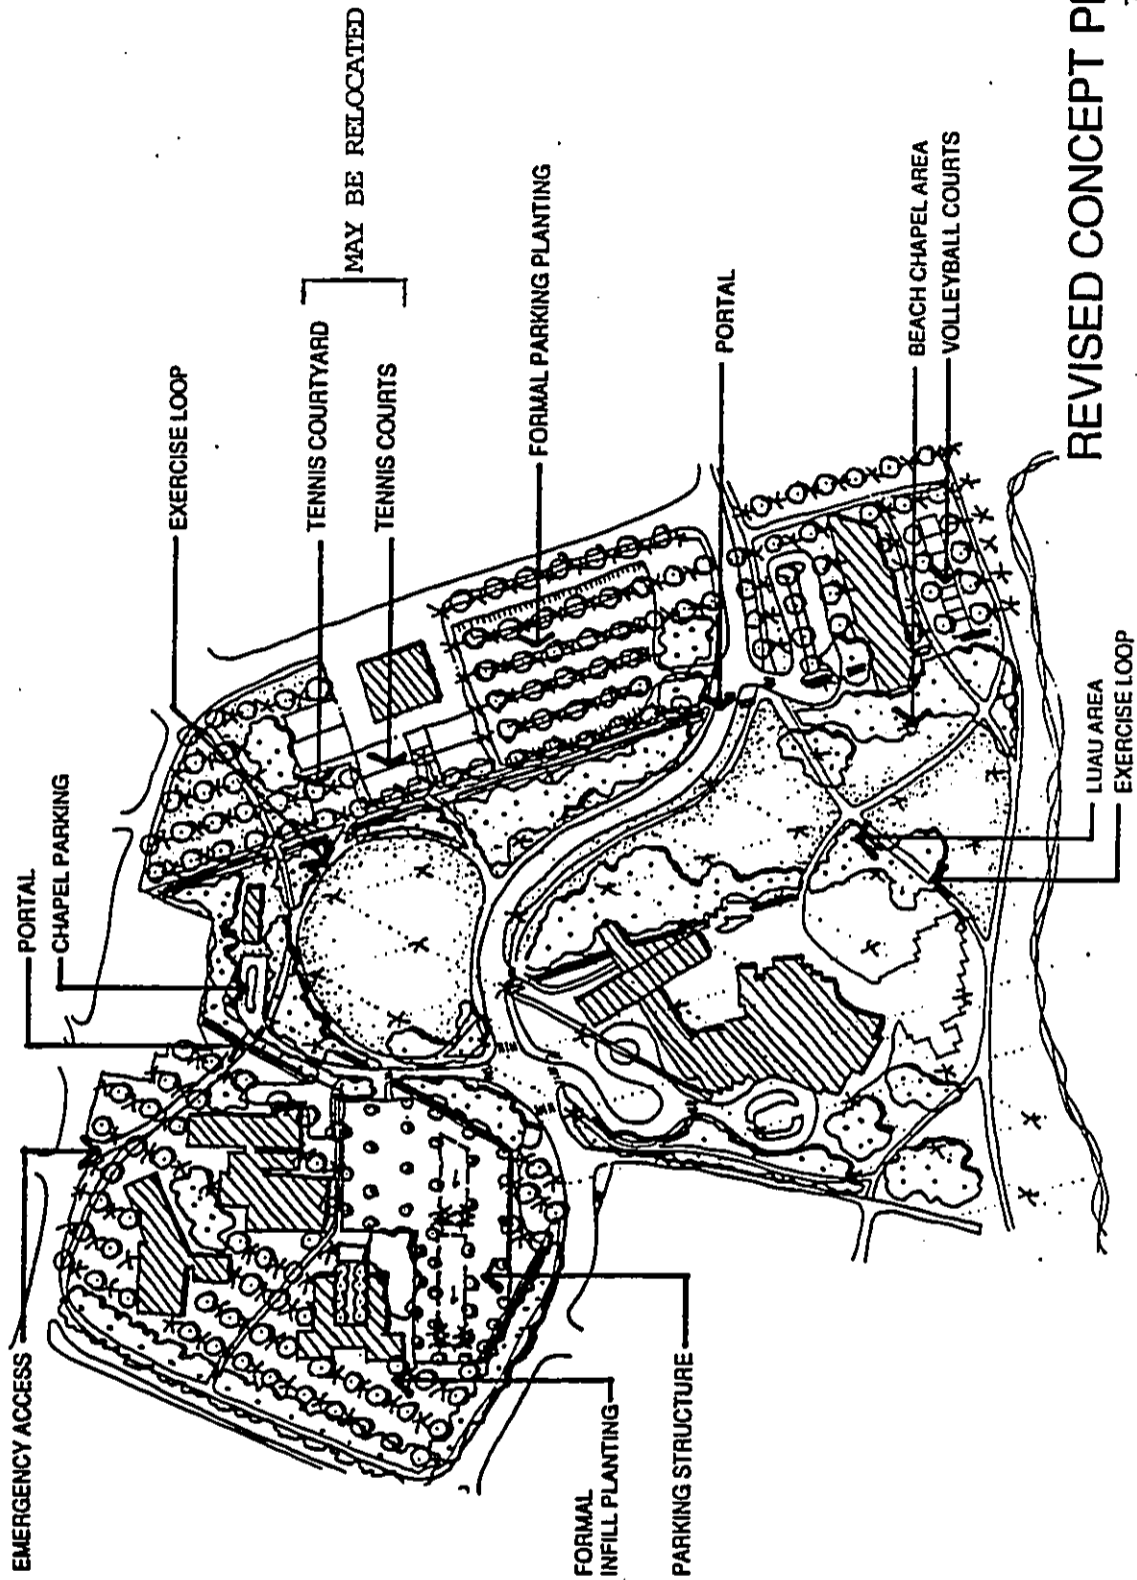 EMERGENCY ACCESS
PORTAL
CHAPEL PARKING
EXERCISE LOOP
TENNIS COURTYARD
MAY BE RELOCATED
TENNIS COURTS
FORMAL PARKING PLANTING
PORTAL
BEACH CHAPEL AREA
VOLLEYBALL COURTS
LUAU AREA
EXERCISE LOOP
FORMAL
INFILL PLANTING
PARKING STRUCTURE
REVISED CONCEPT